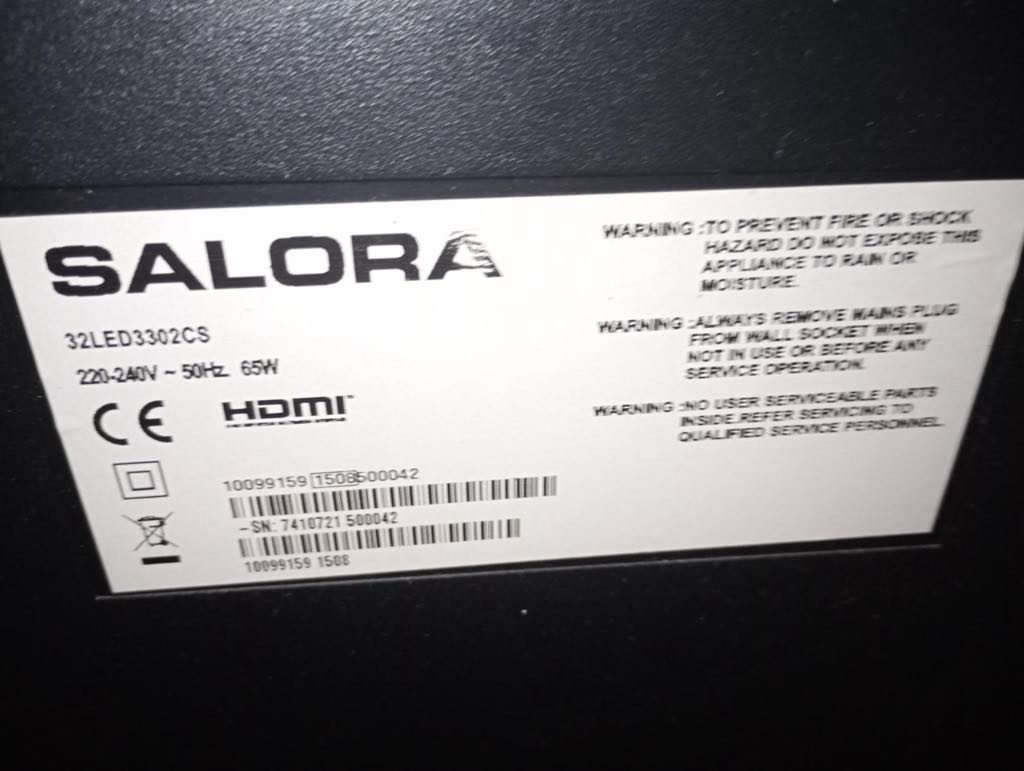 SALORA
32LED3302CS
220-240V ~ 50Hz 65W
CE
HDMI
10099159 1508500042
-SN: 7410721 500042
10099159 1508
WARNING :TO PREVENT FIRE OR SHOCK
HAZARD DO NOT EXPOSE THIS
APPLIANCE TO RAIN OR
MOISTURE.
WARNING :ALWAYS REMOVE MAINS PLUG
FROM WALL SOCKET WHEN
NOT IN USE OR BEFORE ANY
SERVICE OPERATION.
WARNING :NO USER SERVICEABLE PARTS
INSIDE.REFER SERVICING TO
QUALIFIED SERVICE PERSONNEL.